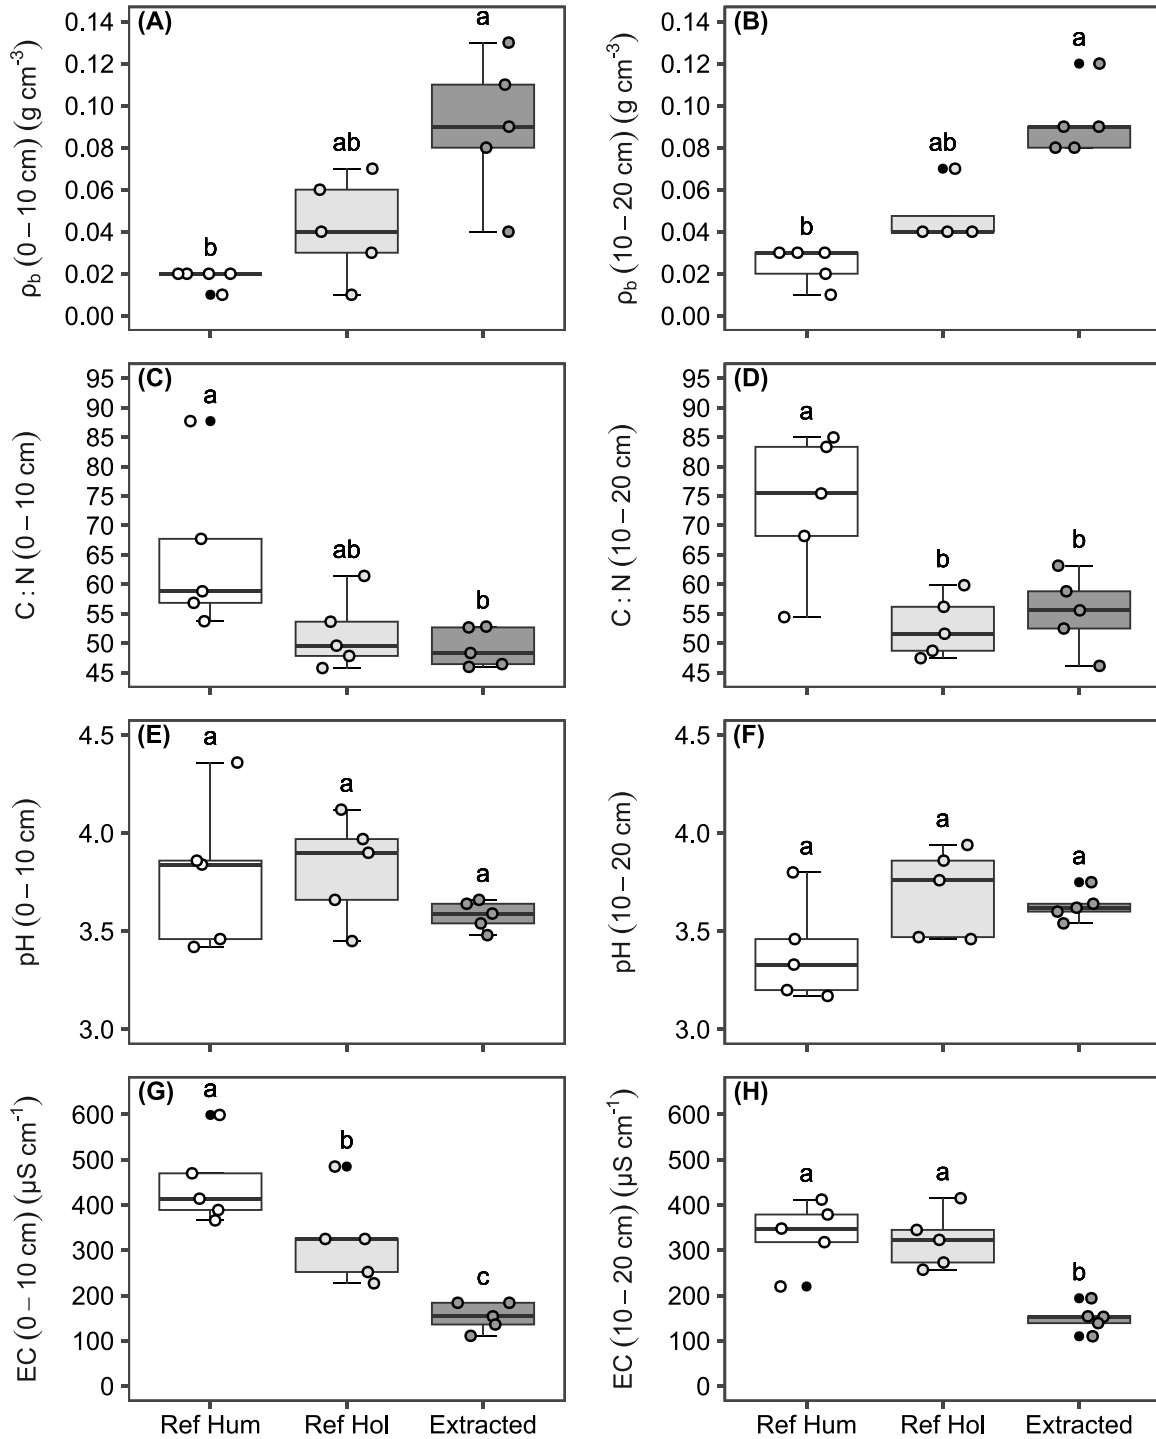 (A)
ρb (0 – 10 cm) (g cm-3)
0.14
0.12
0.10
0.08
0.06
0.04
0.02
0.00
b
ab
a
(B)
ρb (10 – 20 cm) (g cm-3)
0.14
0.12
0.10
0.08
0.06
0.04
0.02
0.00
b
ab
a
(C)
C : N (0 – 10 cm)
95
90
85
80
75
70
65
60
55
50
45
a
ab
b
(D)
C : N (10 – 20 cm)
95
90
85
80
75
70
65
60
55
50
45
a
b
b
(E)
pH (0 – 10 cm)
4.5
4.0
3.5
3.0
a
a
a
(F)
pH (10 – 20 cm)
4.5
4.0
3.5
3.0
a
a
a
(G)
EC (0 – 10 cm) (μS cm-1)
600
500
400
300
200
100
0
a
b
c
Ref Hum Ref Hol Extracted
(H)
EC (10 – 20 cm) (μS cm-1)
600
500
400
300
200
100
0
a
a
b
Ref Hum Ref Hol Extracted